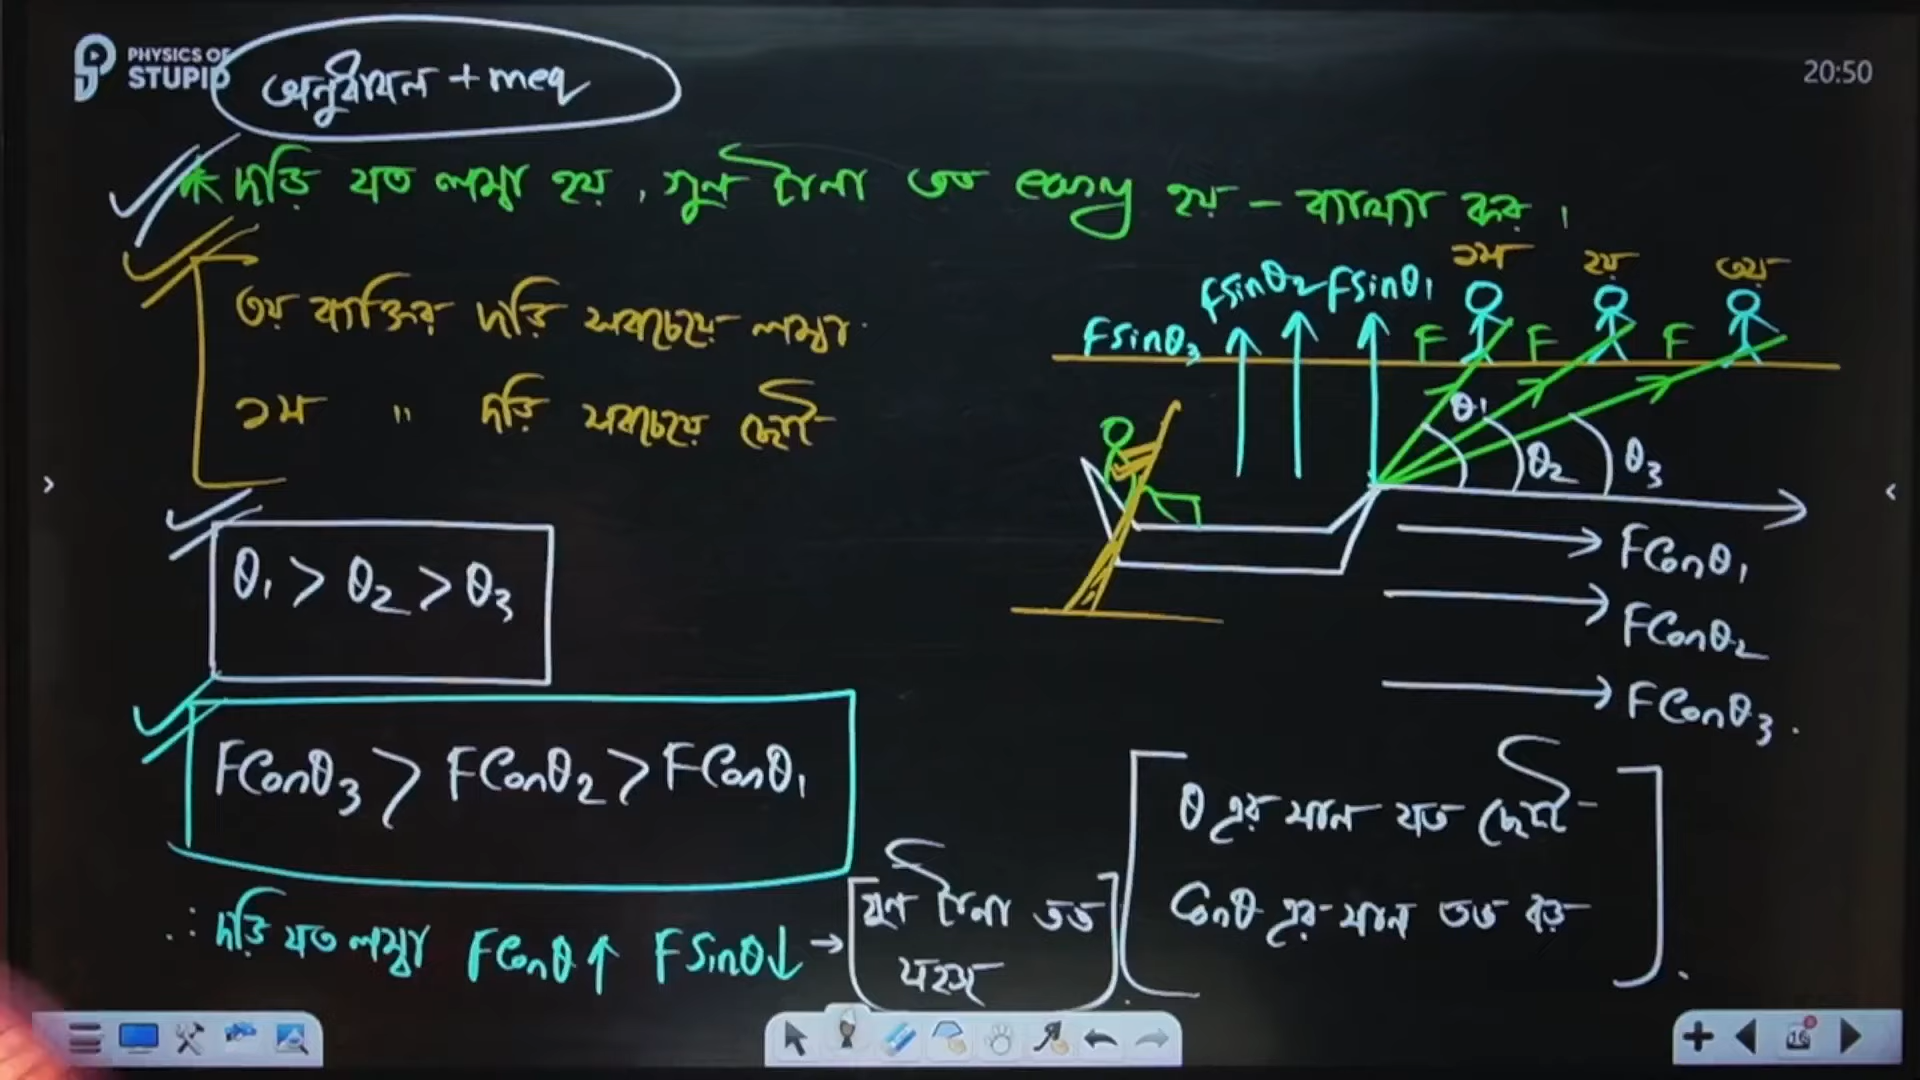 PHYSICS OF
STUPID
20:50
অনুধাবন + mcq
* দড়ি যত লম্বা হয়, গুণ টানা তত easy হয় – ব্যাখ্যা কর।
৩য় ব্যক্তির দড়ি সবচেয়ে লম্বা
১ম " দড়ি সবচেয়ে ছোট
১ম ২য় ৩য়
Fsinθ3 Fsinθ2 Fsinθ1
F F F
θ1 θ2 θ3
FCosθ1
FCosθ2
FCosθ3.
θ1 > θ2 > θ3
FCosθ3 > FCosθ2 > FCosθ1
∴ দড়ি যত লম্বা FCosθ↑ FSinθ↓ → [গুণ টানা তত
সহজ]
[θ এর মান যত ছোট
Cosθ এর মান তত বড়].
16